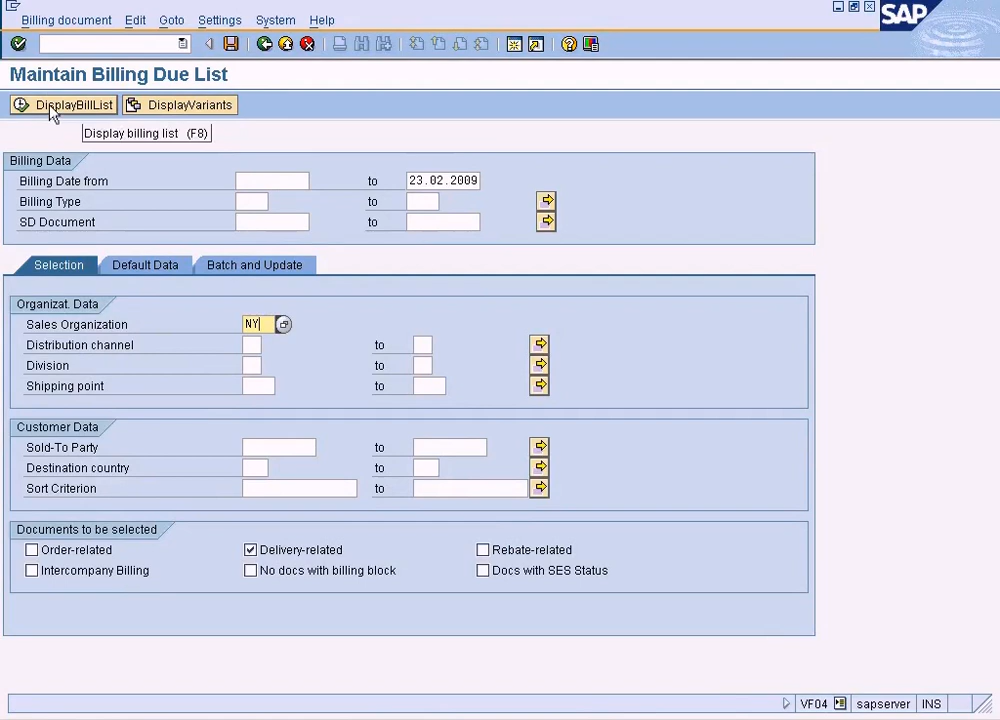 Billing document Edit Goto Settings System Help
SAP
Maintain Billing Due List
DisplayBillList DisplayVariants
Display billing list (F8)
Billing Data
Billing Date from to 23.02.2009
Billing Type to
SD Document to
Selection Default Data Batch and Update
Organizat. Data
Sales Organization NY
Distribution channel to
Division to
Shipping point to
Customer Data
Sold-To Party to
Destination country to
Sort Criterion to
Documents to be selected
Order-related Delivery-related Rebate-related
Intercompany Billing No docs with billing block Docs with SES Status
VF04 sapserver INS